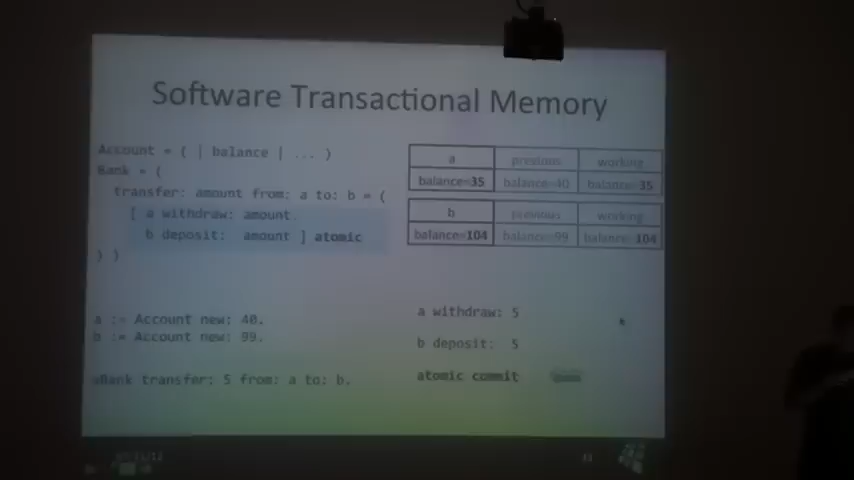 Software Transactional Memory
Account = ( | balance | ... )
Bank = (
transfer: amount from: a to: b = (
[ a withdraw: amount.
b deposit: amount ] atomic
) )
a := Account new: 40.
b := Account new: 99.
aBank transfer: 5 from: a to: b.
a previous working
balance=35 balance=40 balance=35
b previous working
balance=104 balance=99 balance=104
a withdraw: 5
b deposit: 5
atomic commit